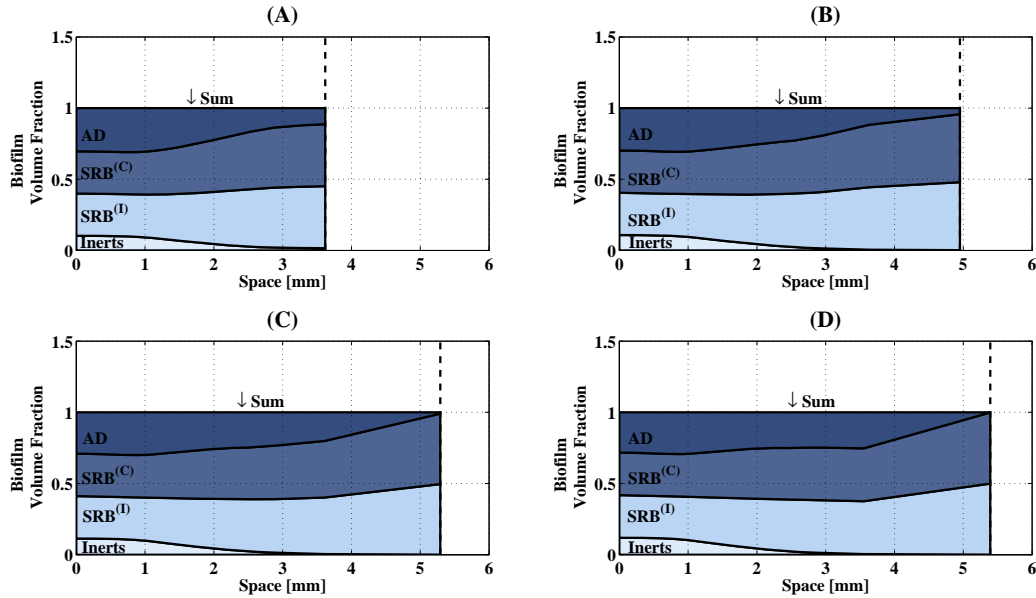 (A)
Biofilm
Volume Fraction
1.5
1
0.5
0
↓ Sum
AD
SRB(C)
SRB(I)
Inerts
0 1 2 3 4 5 6
Space [mm]
(B)
Biofilm
Volume Fraction
1.5
1
0.5
0
↓ Sum
AD
SRB(C)
SRB(I)
Inerts
0 1 2 3 4 5 6
Space [mm]
(C)
Biofilm
Volume Fraction
1.5
1
0.5
0
↓ Sum
AD
SRB(C)
SRB(I)
Inerts
0 1 2 3 4 5 6
Space [mm]
(D)
Biofilm
Volume Fraction
1.5
1
0.5
0
↓ Sum
AD
SRB(C)
SRB(I)
Inerts
0 1 2 3 4 5 6
Space [mm]